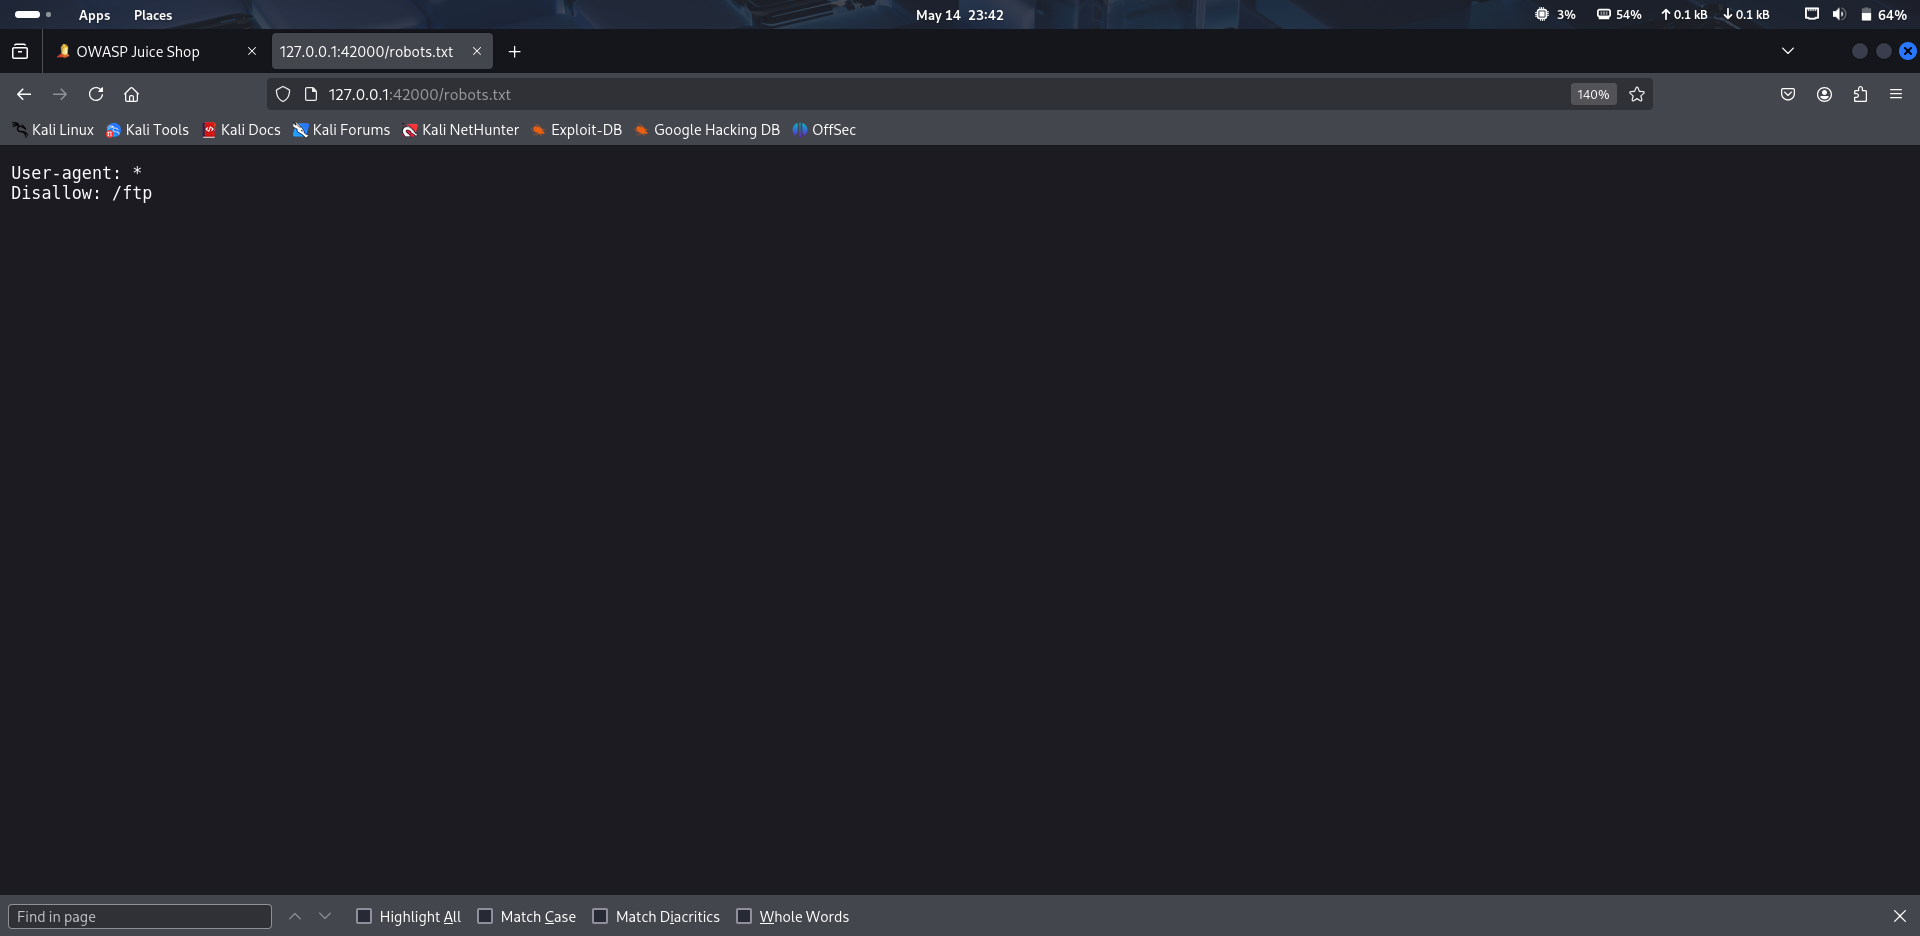 Apps Places May 14 23:42 3% 54% 0.1 kB 0.1 kB 64%
OWASP Juice Shop 127.0.0.1:42000/robots.txt
127.0.0.1:42000/robots.txt 140%
Kali Linux Kali Tools Kali Docs Kali Forums Kali NetHunter Exploit-DB Google Hacking DB OffSec
User-agent: *
Disallow: /ftp
Find in page Highlight All Match Case Match Diacritics Whole Words